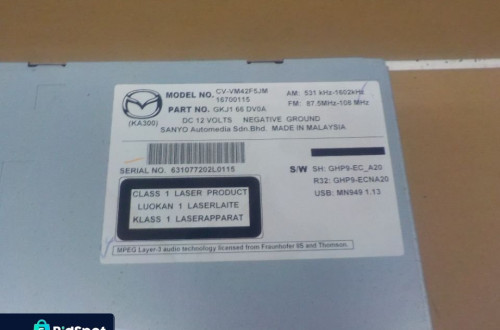 MODEL NO. CV-VM42F5JM
16700115
PART NO. GKJ1 66 DV0A
AM: 531 kHz-1602kHz
FM: 87.5MHz-108 MHz
(KA300)
DC 12 VOLTS NEGATIVE GROUND
SANYO Automedia Sdn.Bhd. MADE IN MALAYSIA
SERIAL NO. 631077202L0115
S/W SH: GHP9-EC_A20
R32: GHP9-ECNA20
USB: MN949 1.13
CLASS 1 LASER PRODUCT
LUOKAN 1 LASERLAITE
KLASS 1 LASERAPPARAT
MPEG Layer-3 audio technology licensed from Fraunhofer IIS and Thomson.
BidSpot